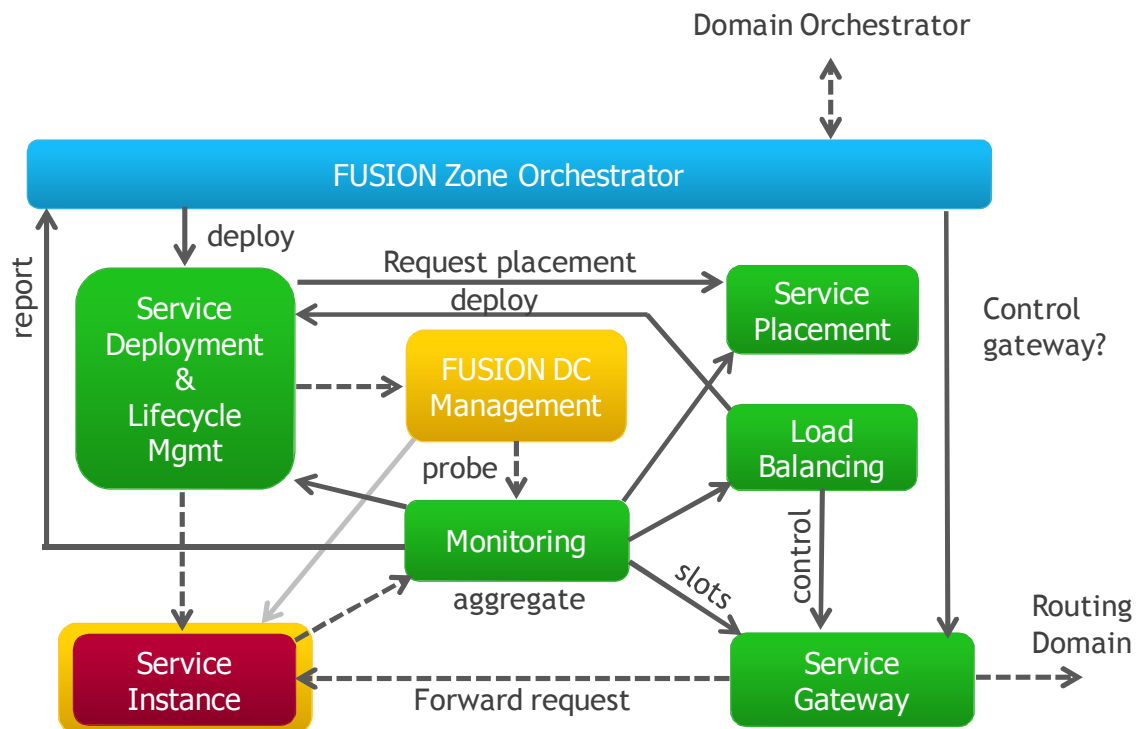 Domain Orchestrator
FUSION Zone Orchestrator
deploy
report
Request placement
deploy
Service
Deployment
&
Lifecycle
Mgmt
Service
Placement
Control
gateway?
FUSION DC
Management
Load
Balancing
probe
Monitoring
aggregate
slots
control
Routing
Domain
Service
Instance
Forward request
Service
Gateway